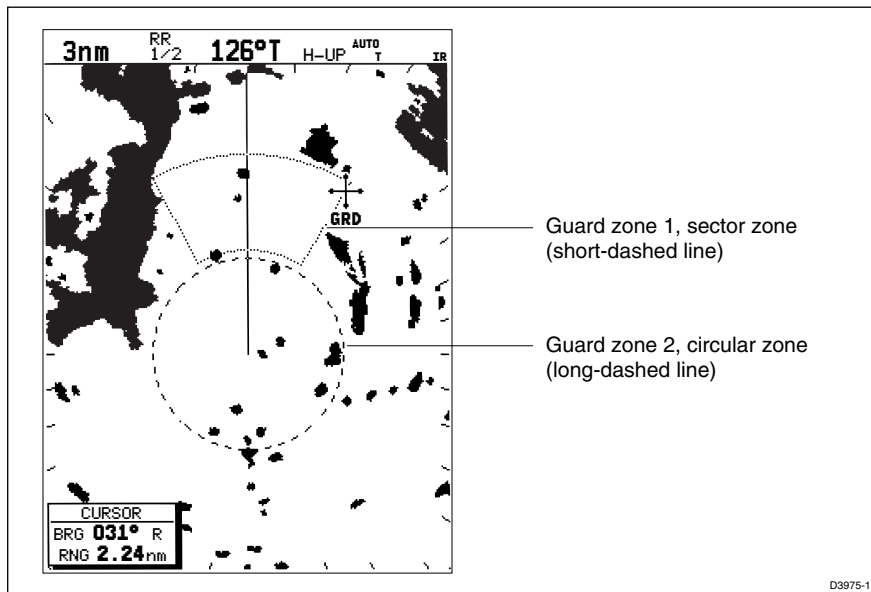 3nm RR 1/2 126°T H-UP AUTO T IR
GRD
Guard zone 1, sector zone
(short-dashed line)
Guard zone 2, circular zone
(long-dashed line)
CURSOR
BRG 031° R
RNG 2.24nm
D3975-1